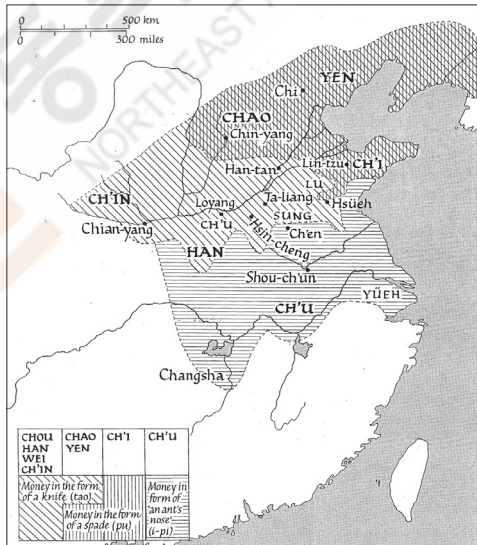 0 500 km
0 300 miles
NORTHEAST
YEN
Chi
CHAO
Chin-yang
Han-tan
Lin-tzu
CH'I
LU
CH'IN
Loyang
Ta-liang
Hsüeh
CH'U
SUNG
Chian-yang
Hsin-cheng
Ch'en
HAN
Shou-ch'un
YÜEH
CH'U
Changsha
CHOU
HAN
WEI
CH'IN
CHAO
YEN
CH'I
CH'U
Money in the form
of a knife (tao)
Money in the form
of a spade (pu)
Money in
form of
'an ant's
nose'
(i-pi)